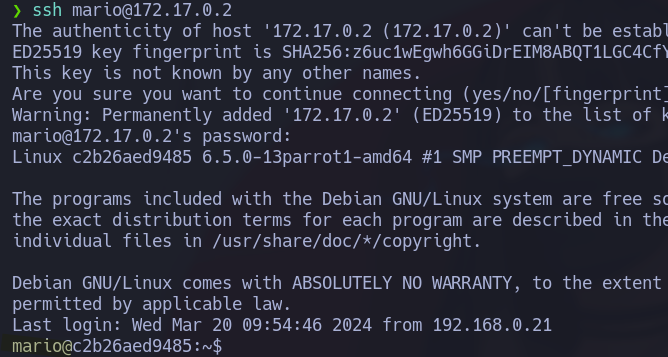 ❯ ssh mario@172.17.0.2
The authenticity of host '172.17.0.2 (172.17.0.2)' can't be establ
ED25519 key fingerprint is SHA256:z6uc1wEgwh6GGiDrEIM8ABQT1LGC4CfY
This key is not known by any other names.
Are you sure you want to continue connecting (yes/no/[fingerprint]
Warning: Permanently added '172.17.0.2' (ED25519) to the list of k
mario@172.17.0.2's password:
Linux c2b26aed9485 6.5.0-13parrot1-amd64 #1 SMP PREEMPT_DYNAMIC De
The programs included with the Debian GNU/Linux system are free so
the exact distribution terms for each program are described in the
individual files in /usr/share/doc/*/copyright.
Debian GNU/Linux comes with ABSOLUTELY NO WARRANTY, to the extent
permitted by applicable law.
Last login: Wed Mar 20 09:54:46 2024 from 192.168.0.21
mario@c2b26aed9485:~$